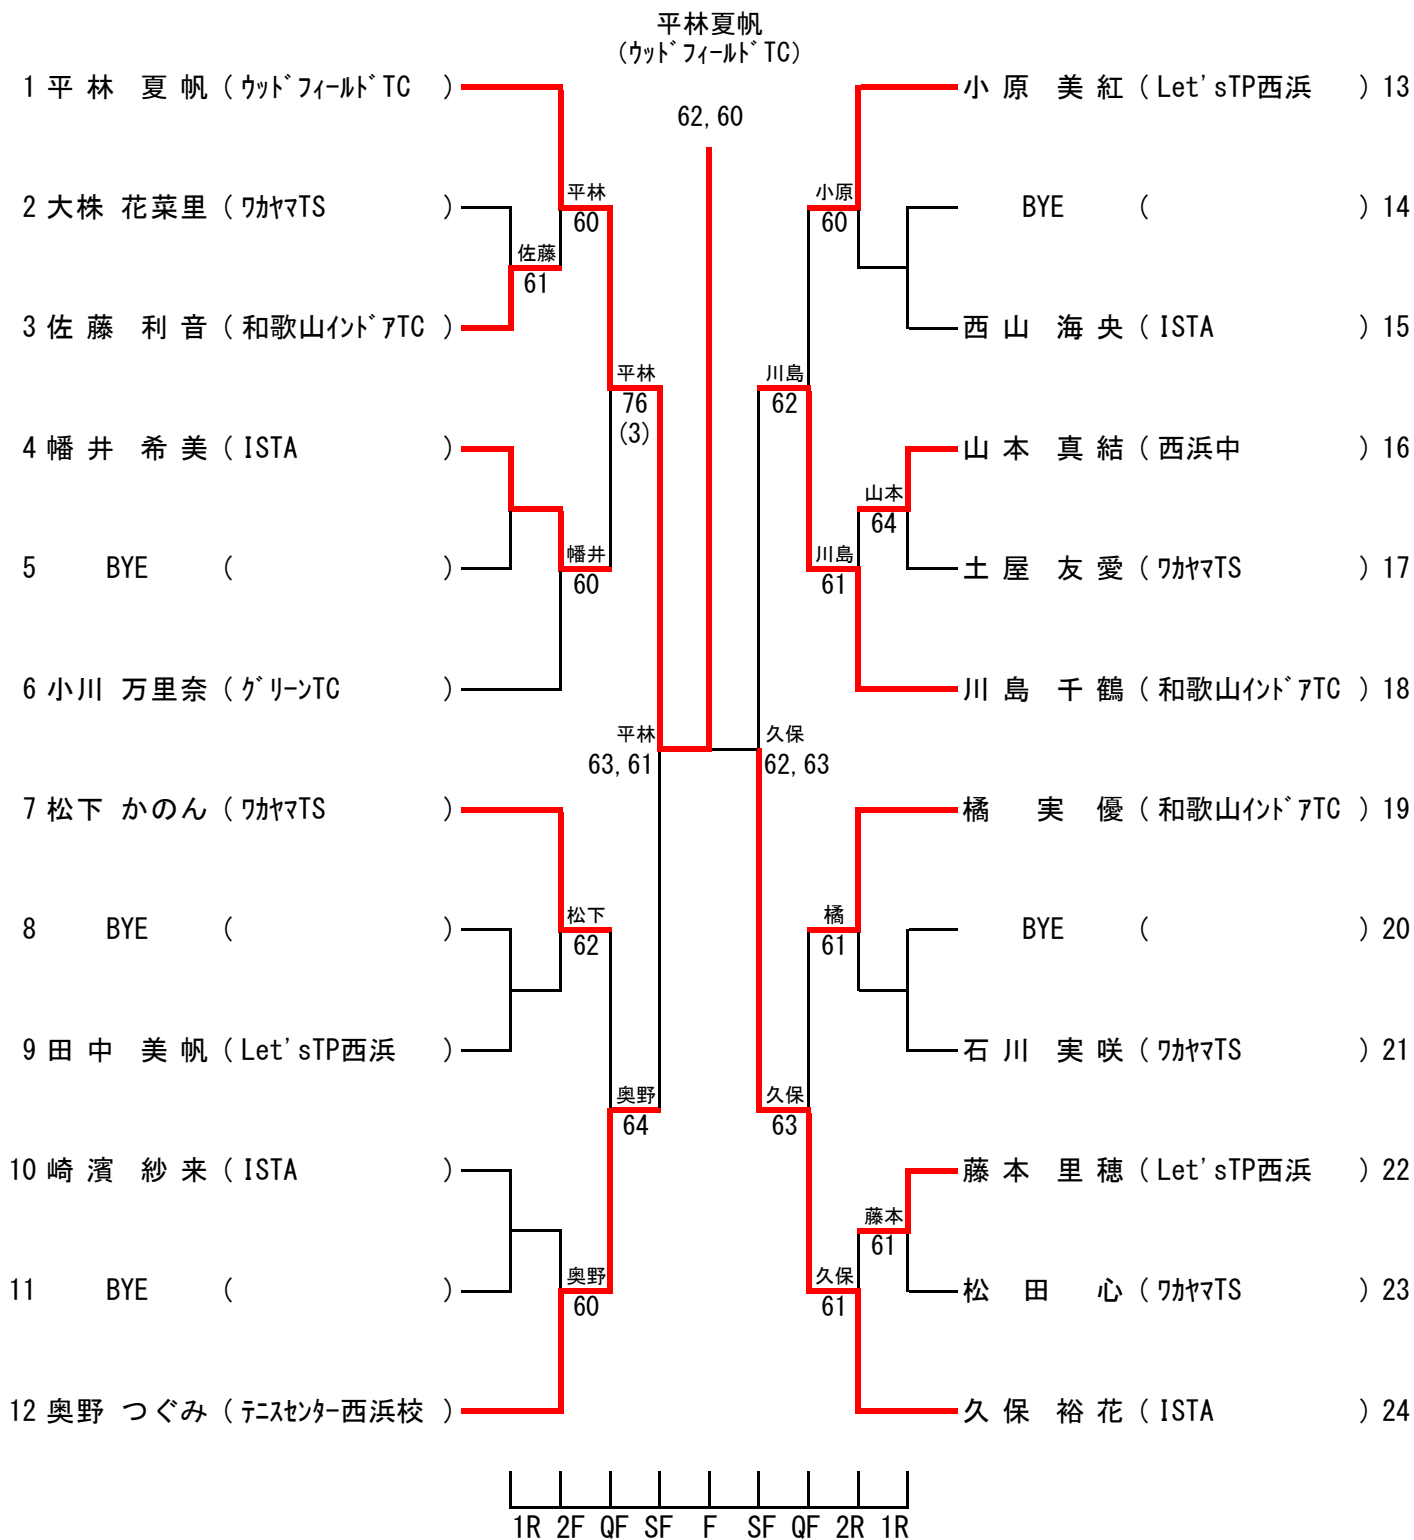 平林夏帆
(ウッドフィールドTC)
62,60
1 平林 夏帆 (ウッドフィールドTC )
2 大株 花菜里 (ワカヤマTS )
3 佐藤 利音 (和歌山インドアTC )
4 幡井 希美 (ISTA )
5 BYE ( )
6 小川 万里奈 (グリーンTC )
7 松下 かのん (ワカヤマTS )
8 BYE ( )
9 田中 美帆 (Let'sTP西浜 )
10 崎濱 紗来 (ISTA )
11 BYE ( )
12 奥野 つぐみ (テニスセンター西浜校 )
佐藤
61
平林
60
幡井
60
松下
62
奥野
60
平林
76
(3)
奥野
64
平林
63,61
久保
62,63
川島
62
久保
63
小原
60
川島
61
橘
61
久保
61
山本
64
藤本
61
小原 美紅 (Let'sTP西浜 ) 13
BYE ( ) 14
西山 海央 (ISTA ) 15
山本 真結 (西浜中 ) 16
土屋 友愛 (ワカヤマTS ) 17
川島 千鶴 (和歌山インドアTC ) 18
橘 実優 (和歌山インドアTC ) 19
BYE ( ) 20
石川 実咲 (ワカヤマTS ) 21
藤本 里穂 (Let'sTP西浜 ) 22
松田 心 (ワカヤマTS ) 23
久保 裕花 (ISTA ) 24
1R 2F QF SF F SF QF 2R 1R